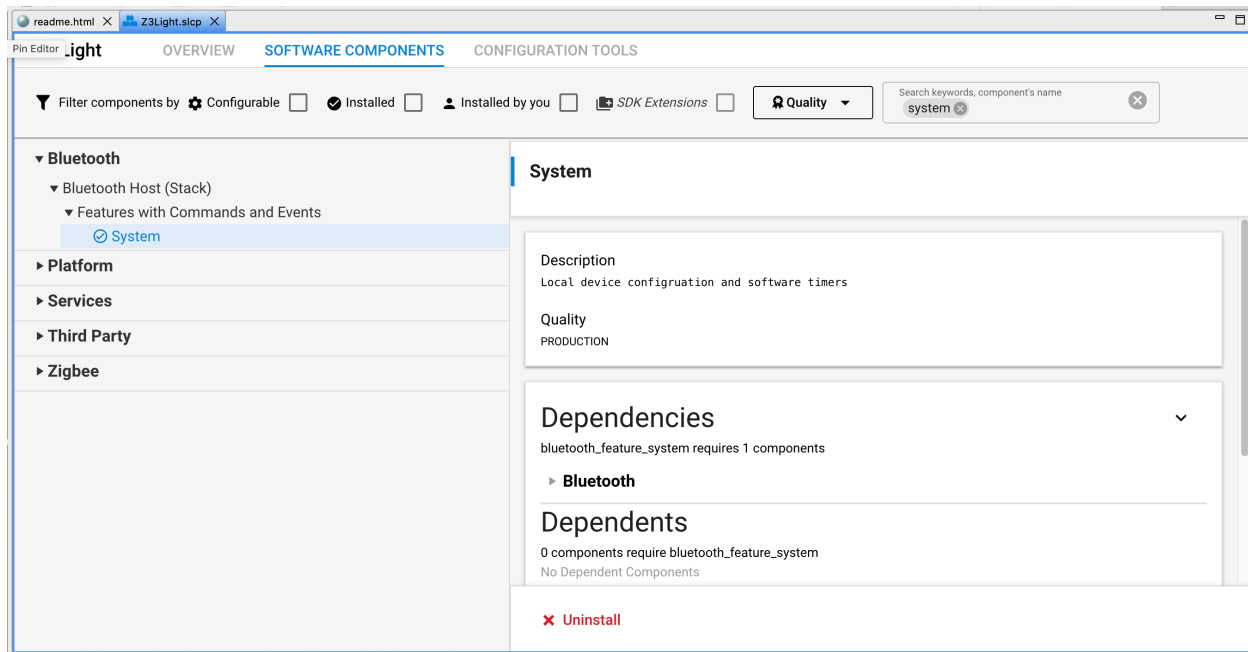 readme.html
Z3Light.slcp
Pin Editor
Light
OVERVIEW
SOFTWARE COMPONENTS
CONFIGURATION TOOLS
Filter components by
Configurable
Installed
Installed by you
SDK Extensions
Quality
Search keywords, component's name
system
Bluetooth
Bluetooth Host (Stack)
Features with Commands and Events
System
Platform
Services
Third Party
Zigbee
System
Description
Local device configruation and software timers
Quality
PRODUCTION
Dependencies
bluetooth_feature_system requires 1 components
Bluetooth
Dependents
0 components require bluetooth_feature_system
No Dependent Components
Uninstall